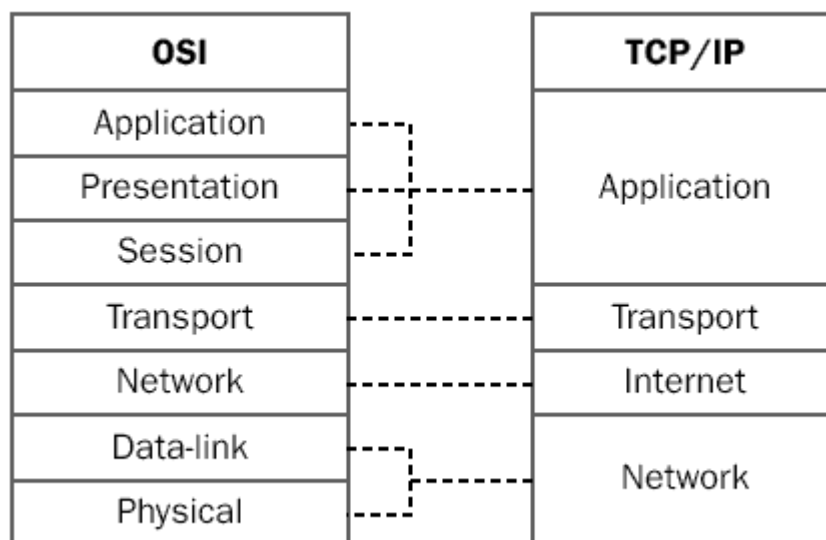 OSI
Application
Presentation
Session
Transport
Network
Data-link
Physical
TCP/IP
Application
Transport
Internet
Network